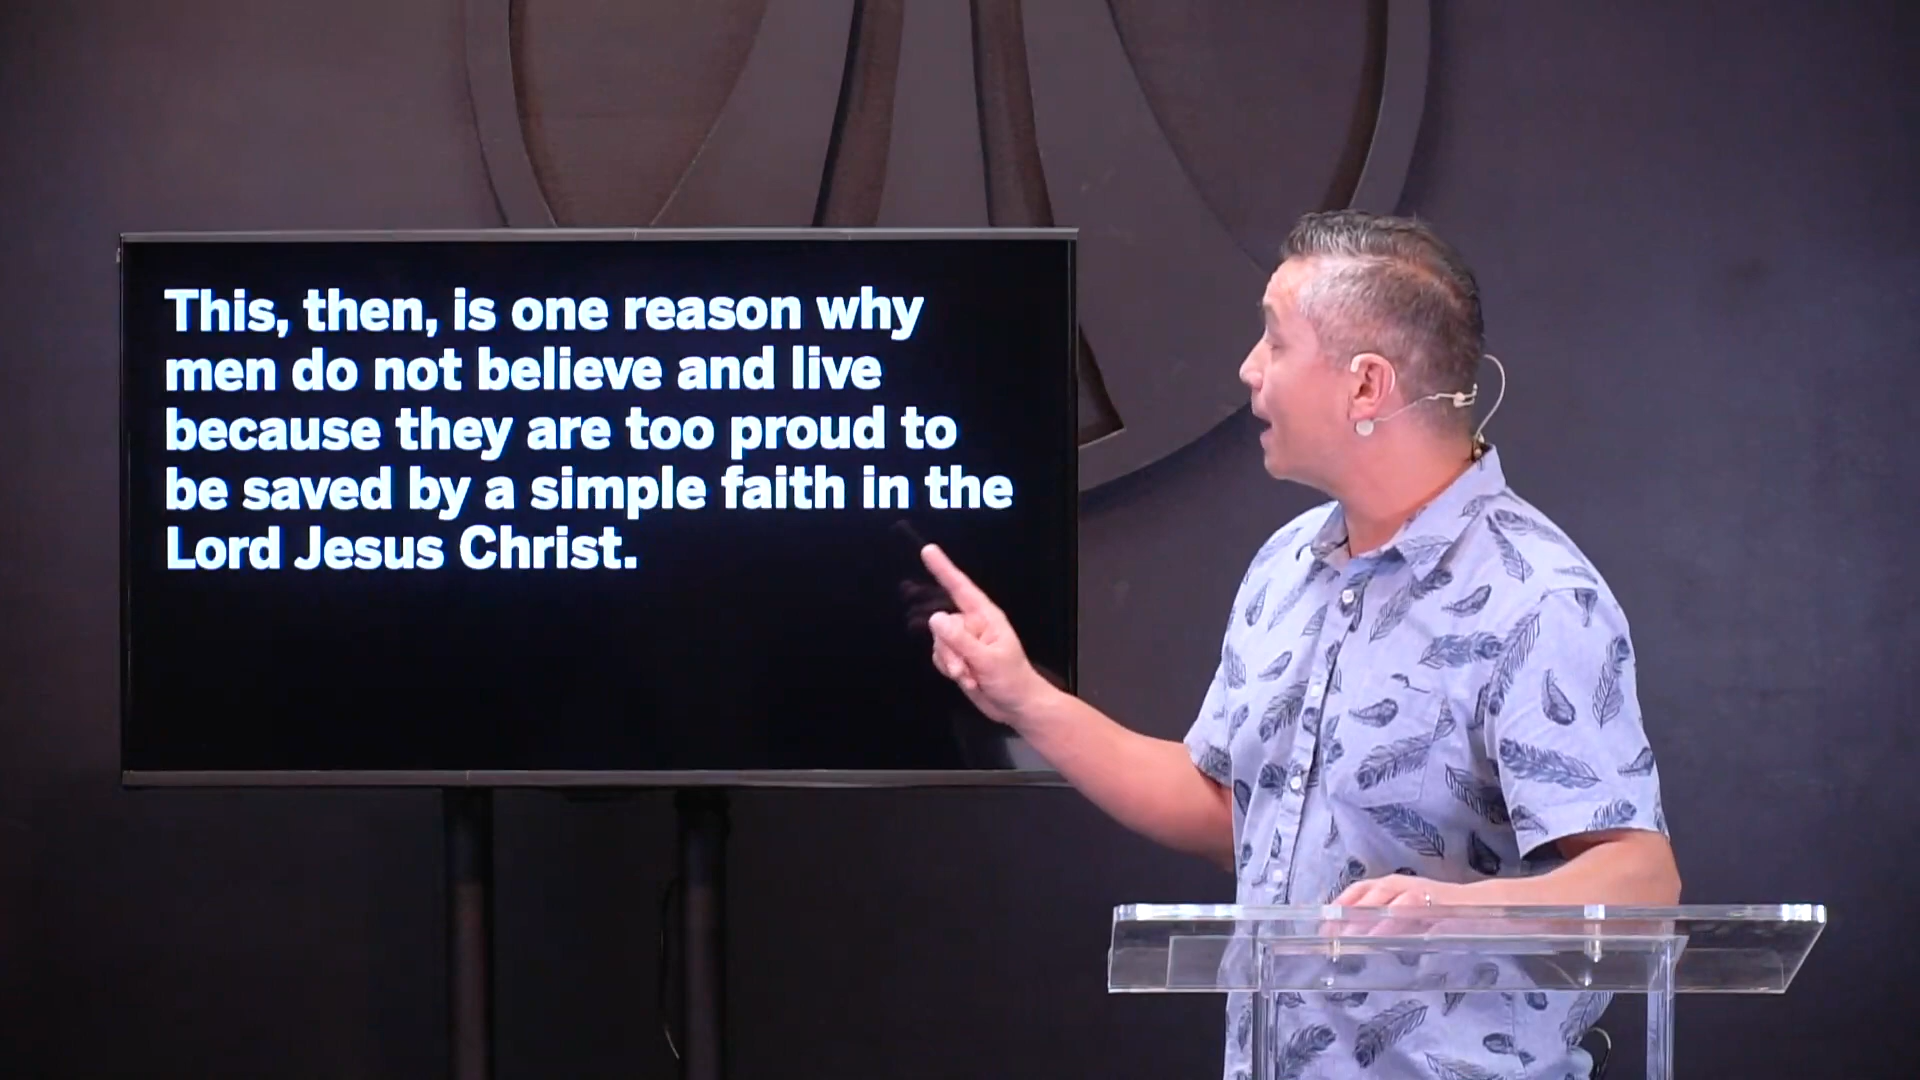 This, then, is one reason why
men do not believe and live
because they are too proud to
be saved by a simple faith in the
Lord Jesus Christ.